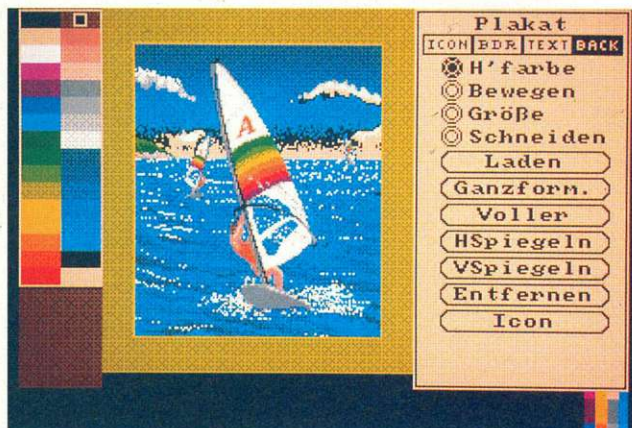 Plakat
ICON BDR TEXT BACK
H'farbe
Bewegen
Größe
Schneiden
Laden
Ganzform.
Voller
HSpiegeln
VSpiegeln
Entfernen
Icon
A